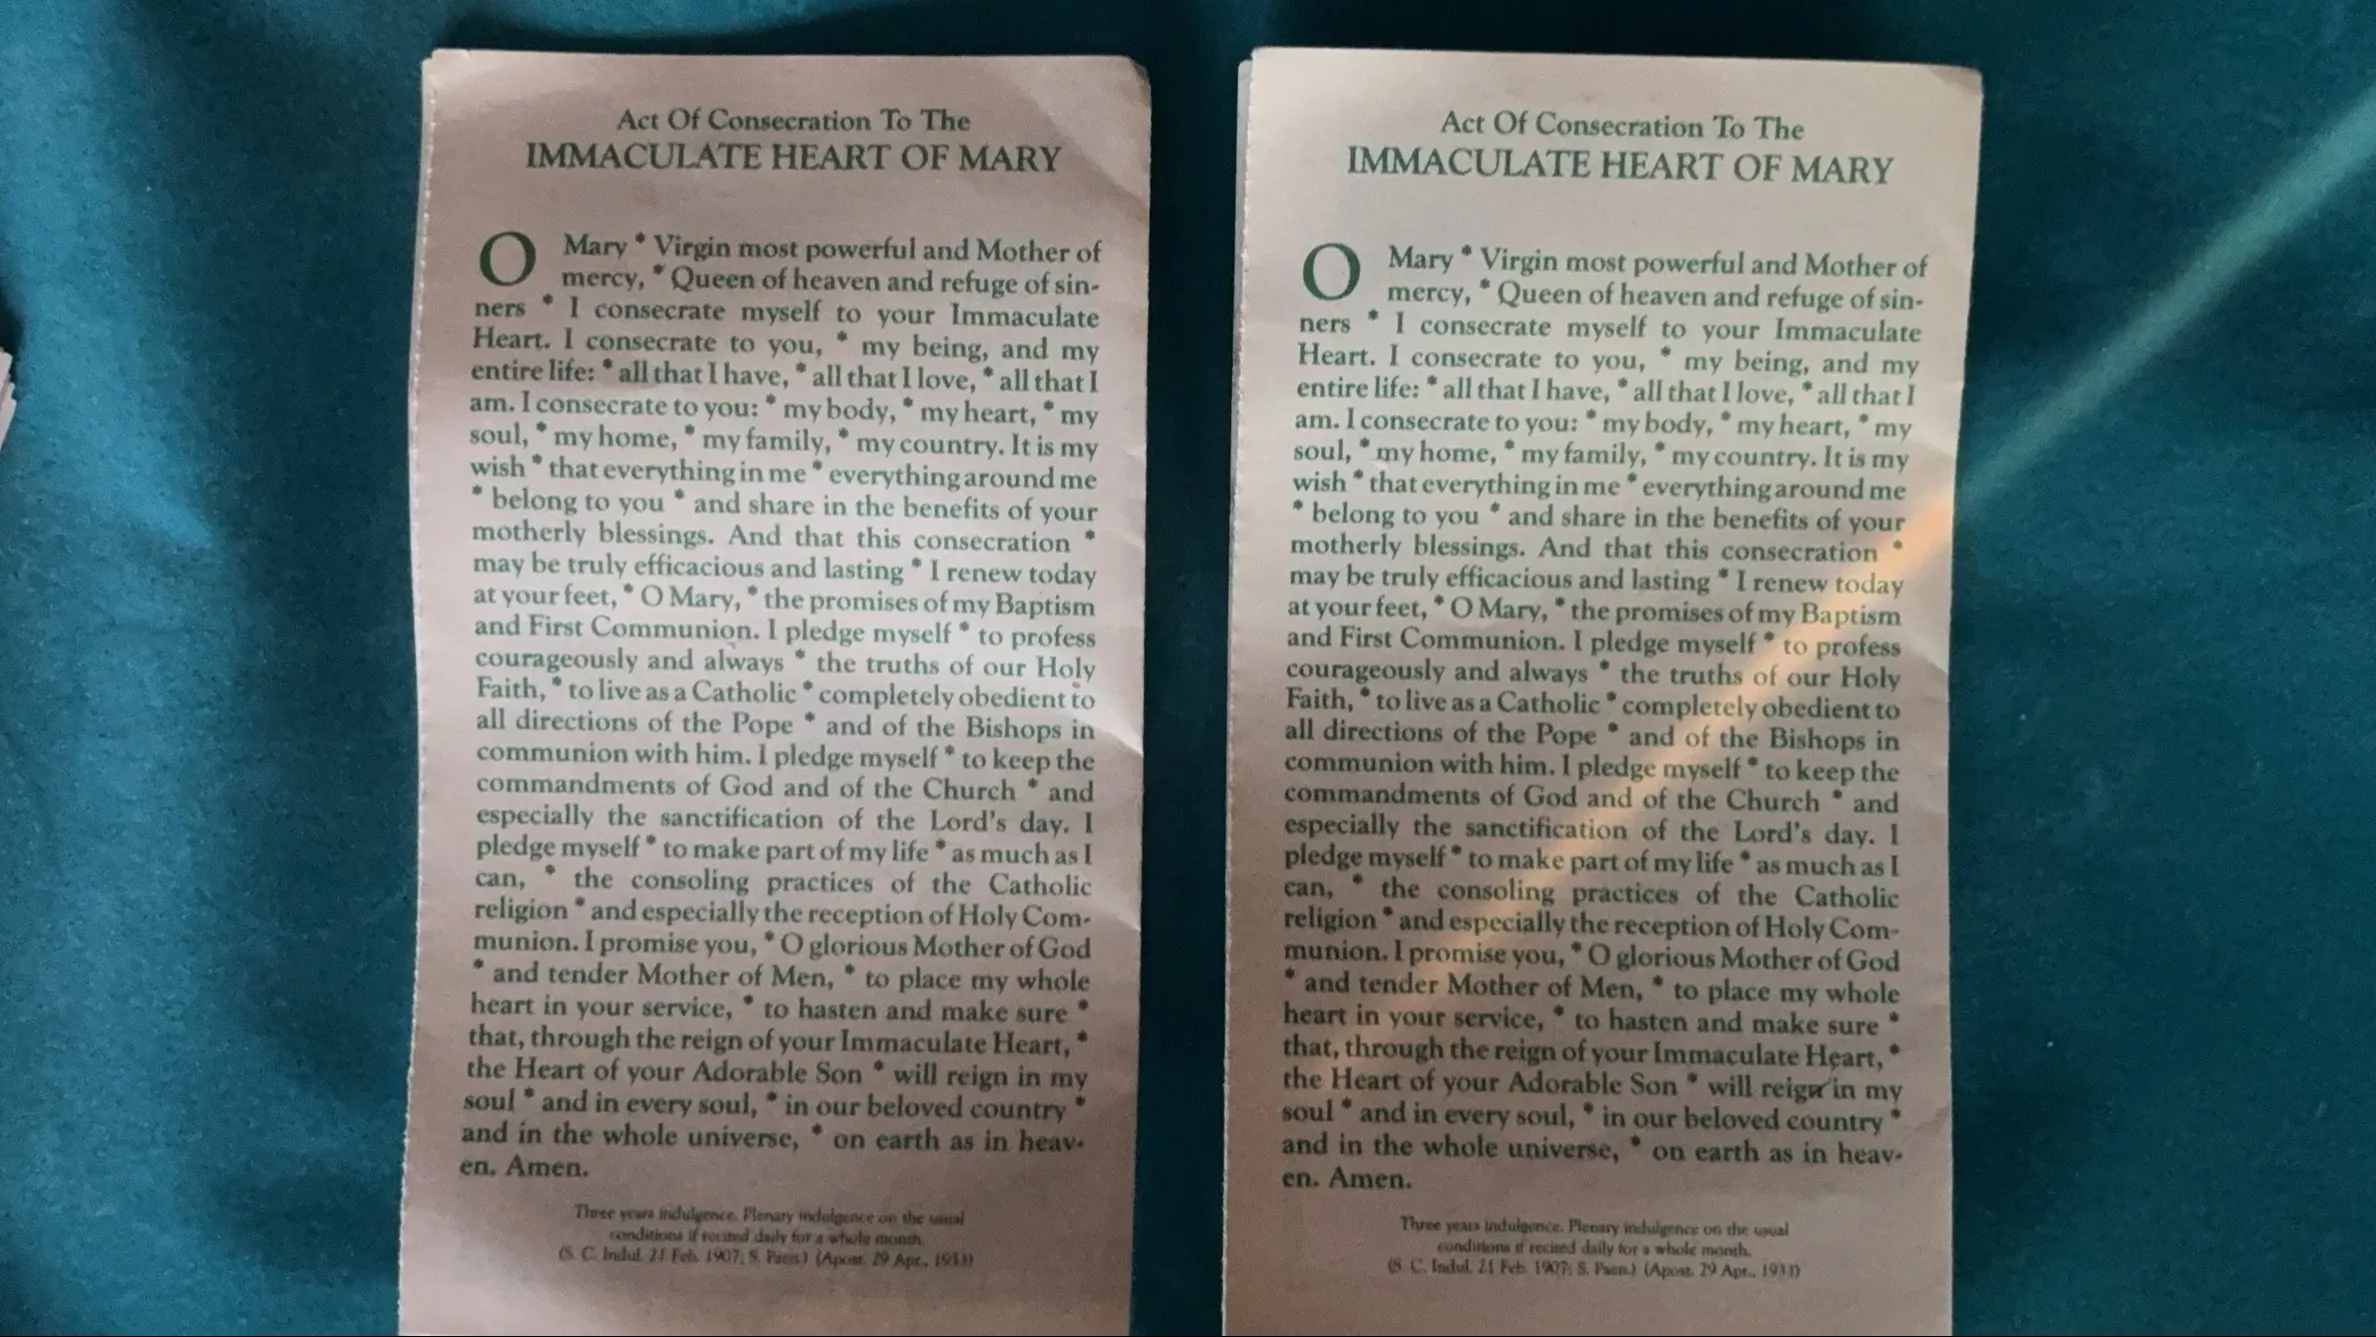 Act Of Consecration To The
IMMACULATE HEART OF MARY
O Mary * Virgin most powerful and Mother of
mercy, * Queen of heaven and refuge of sin-
ners * I consecrate myself to your Immaculate
Heart. I consecrate to you, * my being, and my
entire life: * all that I have, * all that I love, * all that I
am. I consecrate to you: * my body, * my heart, * my
soul, * my home, * my family, * my country. It is my
wish * that everything in me * everything around me
* belong to you * and share in the benefits of your
motherly blessings. And that this consecration *
may be truly efficacious and lasting * I renew today
at your feet, * O Mary, * the promises of my Baptism
and First Communion. I pledge myself * to profess
courageously and always * the truths of our Holy
Faith, * to live as a Catholic * completely obedient to
all directions of the Pope * and of the Bishops in
communion with him. I pledge myself * to keep the
commandments of God and of the Church * and
especially the sanctification of the Lord's day. I
pledge myself * to make part of my life * as much as I
can, * the consoling practices of the Catholic
religion * and especially the reception of Holy Com-
munion. I promise you, * O glorious Mother of God
* and tender Mother of Men, * to place my whole
heart in your service, * to hasten and make sure *
that, through the reign of your Immaculate Heart, *
the Heart of your Adorable Son * will reign in my
soul * and in every soul, * in our beloved country *
and in the whole universe, * on earth as in heav-
en. Amen.
Three years indulgence. Plenary indulgence on the usual
conditions if recited daily for a whole month.
(S. C. Indul. 21 Feb. 1907; S. Paen.) (Apost. 29 Apr.,
Act Of Consecration To The
IMMACULATE HEART OF MARY
O Mary * Virgin most powerful and Mother of
mercy, * Queen of heaven and refuge of sin-
ners * I consecrate myself to your Immaculate
Heart. I consecrate to you, * my being, and my
entire life: * all that I have, * all that I love, * all that I
am. I consecrate to you: * my body, * my heart, * my
soul, * my home, * my family, * my country. It is my
wish * that everything in me * everything around me
* belong to you * and share in the benefits of your
motherly blessings. And that this consecration *
may be truly efficacious and lasting * I renew today
at your feet, * O Mary, * the promises of my Baptism
and First Communion. I pledge myself * to profess
courageously and always * the truths of our Holy
Faith, * to live as a Catholic * completely obedient to
all directions of the Pope * and of the Bishops in
communion with him. I pledge myself * to keep the
commandments of God and of the Church * and
especially the sanctification of the Lord's day. I
pledge myself * to make part of my life * as much as I
can, * the consoling practices of the Catholic
religion * and especially the reception of Holy Com-
munion. I promise you, * O glorious Mother of God
* and tender Mother of Men, * to place my whole
heart in your service, * to hasten and make sure *
that, through the reign of your Immaculate Heart, *
the Heart of your Adorable Son * will reign in my
soul * and in every soul, * in our beloved country *
and in the whole universe, * on earth as in heav-
en. Amen.
Three years indulgence. Plenary indulgence on the usual
conditions if recited daily for a whole month.
(S. C. Indul. 21 Feb. 1907; S. Paen.) (Apost. 29 Apr.,